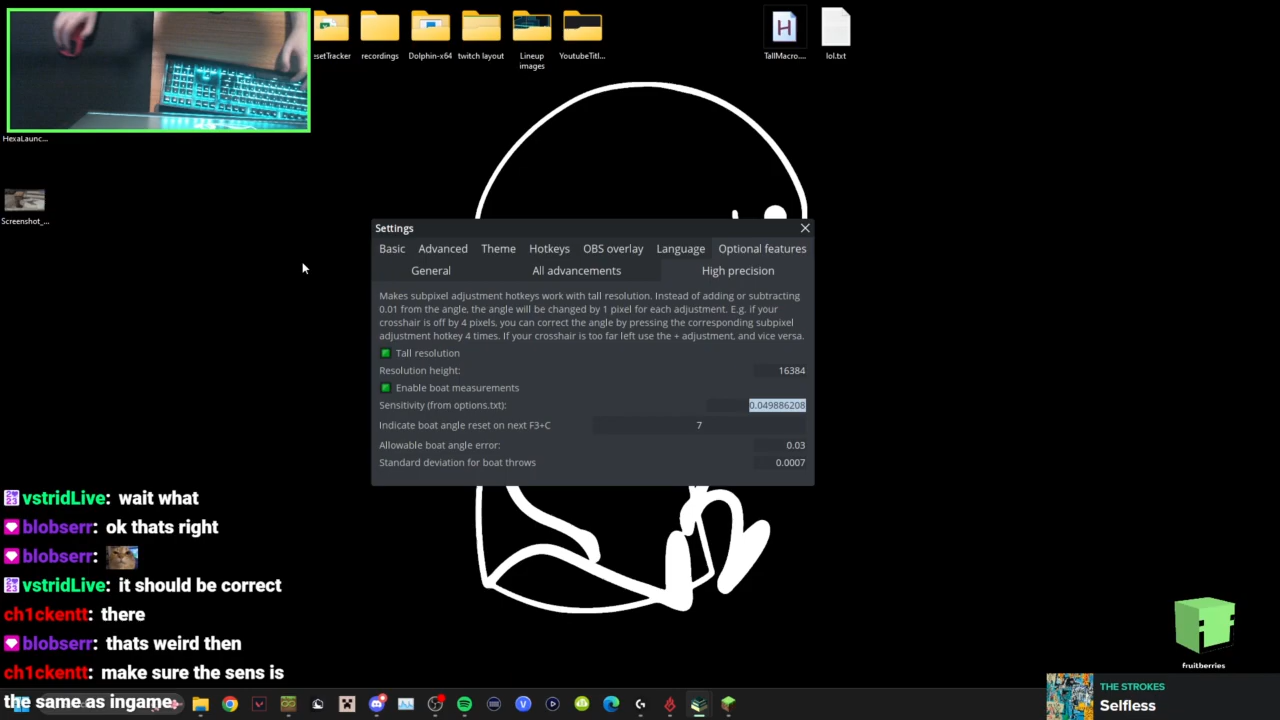 esetTracker
recordings
Dolphin-x64
twitch layout
Lineup
images
YoutubeTitl...
TallMacro....
lol.txt
HexaLaunc...
Screenshot_...
Settings
Basic
Advanced
Theme
Hotkeys
OBS overlay
Language
Optional features
General
All advancements
High precision
Makes subpixel adjustment hotkeys work with tall resolution. Instead of adding or subtracting
0.01 from the angle, the angle will be changed by 1 pixel for each adjustment. E.g. if your
crosshair is off by 4 pixels, you can correct the angle by pressing the corresponding subpixel
adjustment hotkey 4 times. If your crosshair is too far left use the + adjustment, and vice versa.
Tall resolution
Resolution height: 16384
Enable boat measurements
Sensitivity (from options.txt): 0.049886208
Indicate boat angle reset on next F3+C 7
Allowable boat angle error: 0.03
Standard deviation for boat throws 0.0007
vstridLive: wait what
blobserr: ok thats right
blobserr:
vstridLive: it should be correct
ch1ckentt: there
blobserr: thats weird then
ch1ckentt: make sure the sens is
the same as ingame
fruitberries
THE STROKES
Selfless